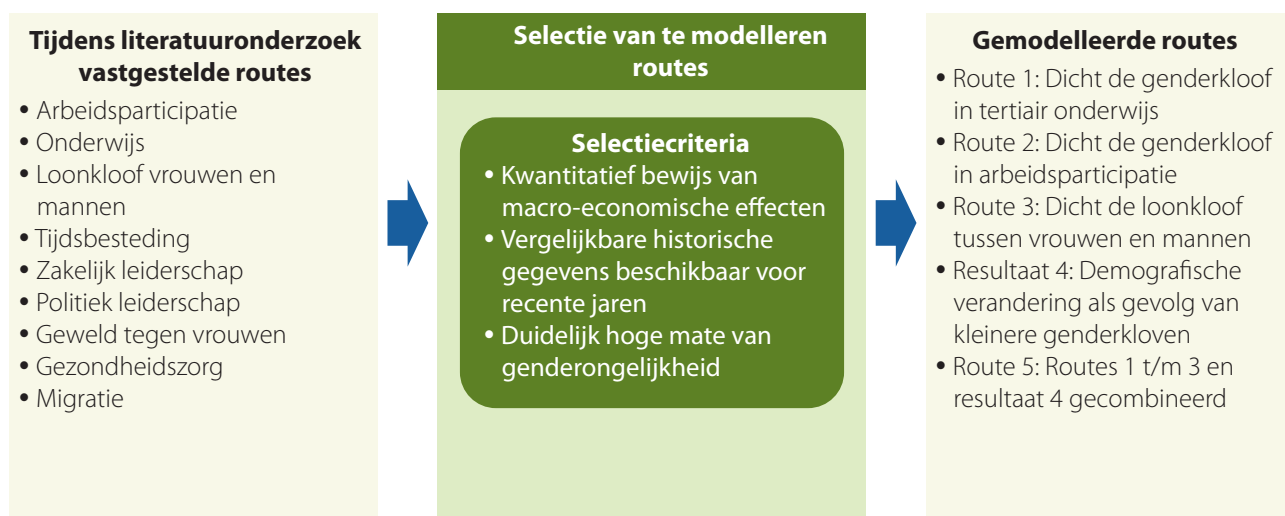 Tijdens literatuuronderzoek
vastgestelde routes
• Arbeidsparticipatie
• Onderwijs
• Loonkloof vrouwen en
mannen
• Tijdsbesteding
• Zakelijk leiderschap
• Politiek leiderschap
• Geweld tegen vrouwen
• Gezondheidszorg
• Migratie
Selectie van te modelleren
routes
Selectiecriteria
• Kwantitatief bewijs van
macro-economische effecten
• Vergelijkbare historische
gegevens beschikbaar voor
recente jaren
• Duidelijk hoge mate van
genderongelijkheid
Gemodelleerde routes
• Route 1: Dicht de genderkloof
in tertiair onderwijs
• Route 2: Dicht de genderkloof
in arbeidsparticipatie
• Route 3: Dicht de loonkloof
tussen vrouwen en mannen
• Resultaat 4: Demografische
verandering als gevolg van
kleinere genderkloven
• Route 5: Routes 1 t/m 3 en
resultaat 4 gecombineerd